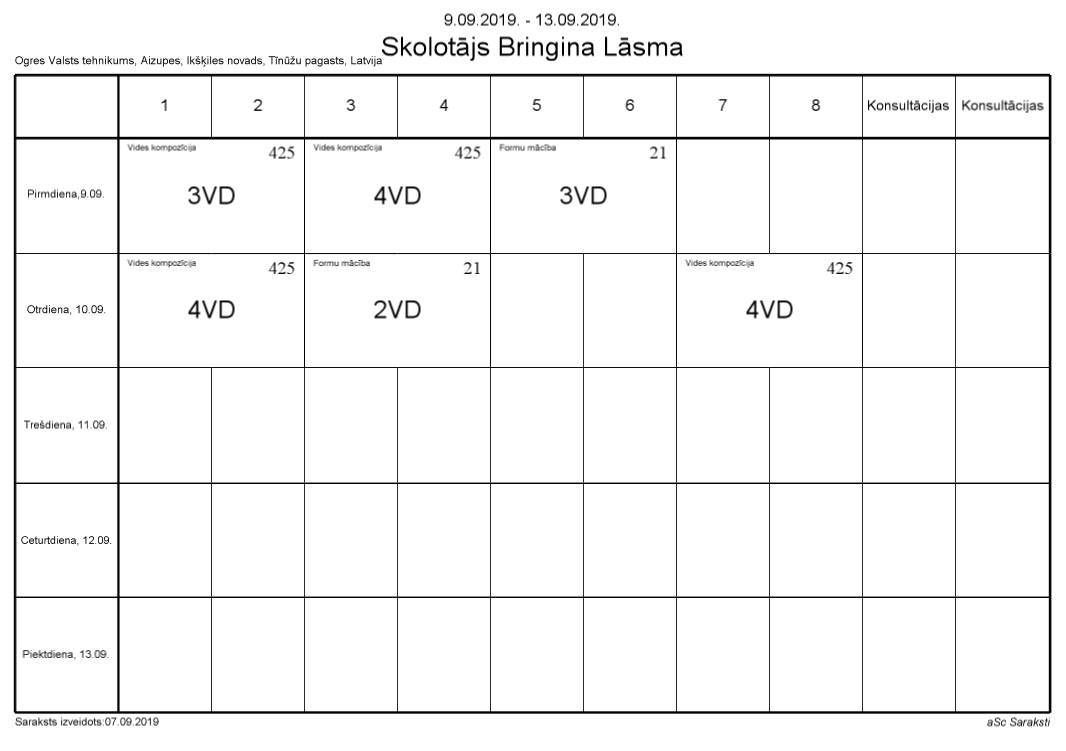 9.09.2019. - 13.09.2019.
Skolotājs Bringina Lāsma
Ogres Valsts tehnikums, Aizupes, Ikšķiles novads, Tīnūžu pagasts, Latvija
1 2 3 4 5 6 7 8 Konsultācijas Konsultācijas
Vides kompozīcija 425 Vides kompozīcija 425 Formu mācība 21
Pirmdiena,9.09. 3VD 4VD 3VD
Vides kompozīcija 425 Formu mācība 21 Vides kompozīcija 425
Otrdiena, 10.09. 4VD 2VD 4VD
Trešdiena, 11.09.
Ceturtdiena, 12.09.
Piektdiena, 13.09.
Saraksts izveidots:07.09.2019 aSc Saraksti